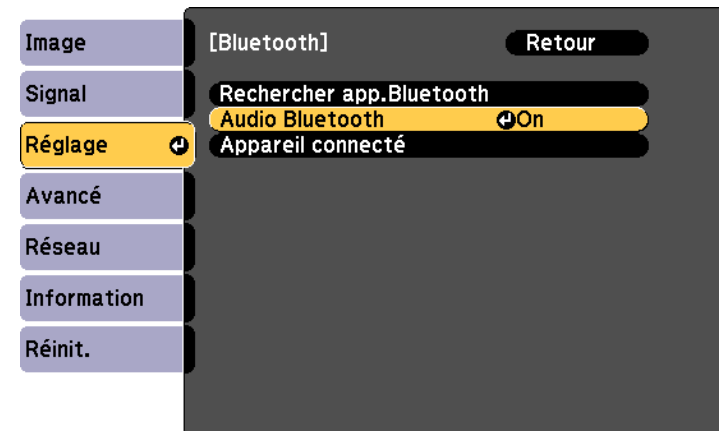 Image
Signal
Réglage
Avancé
Réseau
Information
Réinit.
[Bluetooth]
Retour
Rechercher app.Bluetooth
Audio Bluetooth On
Appareil connecté